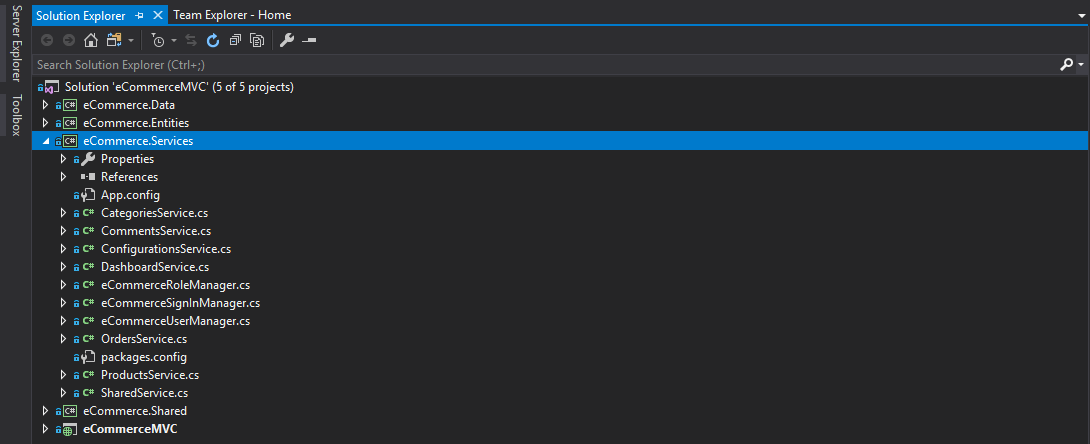 Server Explorer
Toolbox
Solution Explorer
Team Explorer - Home
Search Solution Explorer (Ctrl+;)
Solution 'eCommerceMVC' (5 of 5 projects)
C# eCommerce.Data
C# eCommerce.Entities
C# eCommerce.Services
Properties
References
App.config
C# CategoriesService.cs
C# CommentsService.cs
C# ConfigurationsService.cs
C# DashboardService.cs
C# eCommerceRoleManager.cs
C# eCommerceSignInManager.cs
C# eCommerceUserManager.cs
C# OrdersService.cs
packages.config
C# ProductsService.cs
C# SharedService.cs
C# eCommerce.Shared
eCommerceMVC